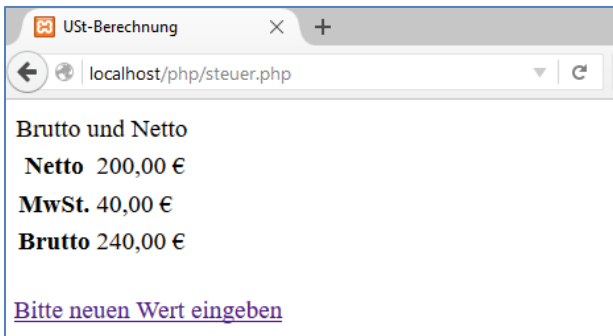 USt-Berechnung
localhost/php/steuer.php
Brutto und Netto
Netto 200,00 €
MwSt. 40,00 €
Brutto 240,00 €
Bitte neuen Wert eingeben